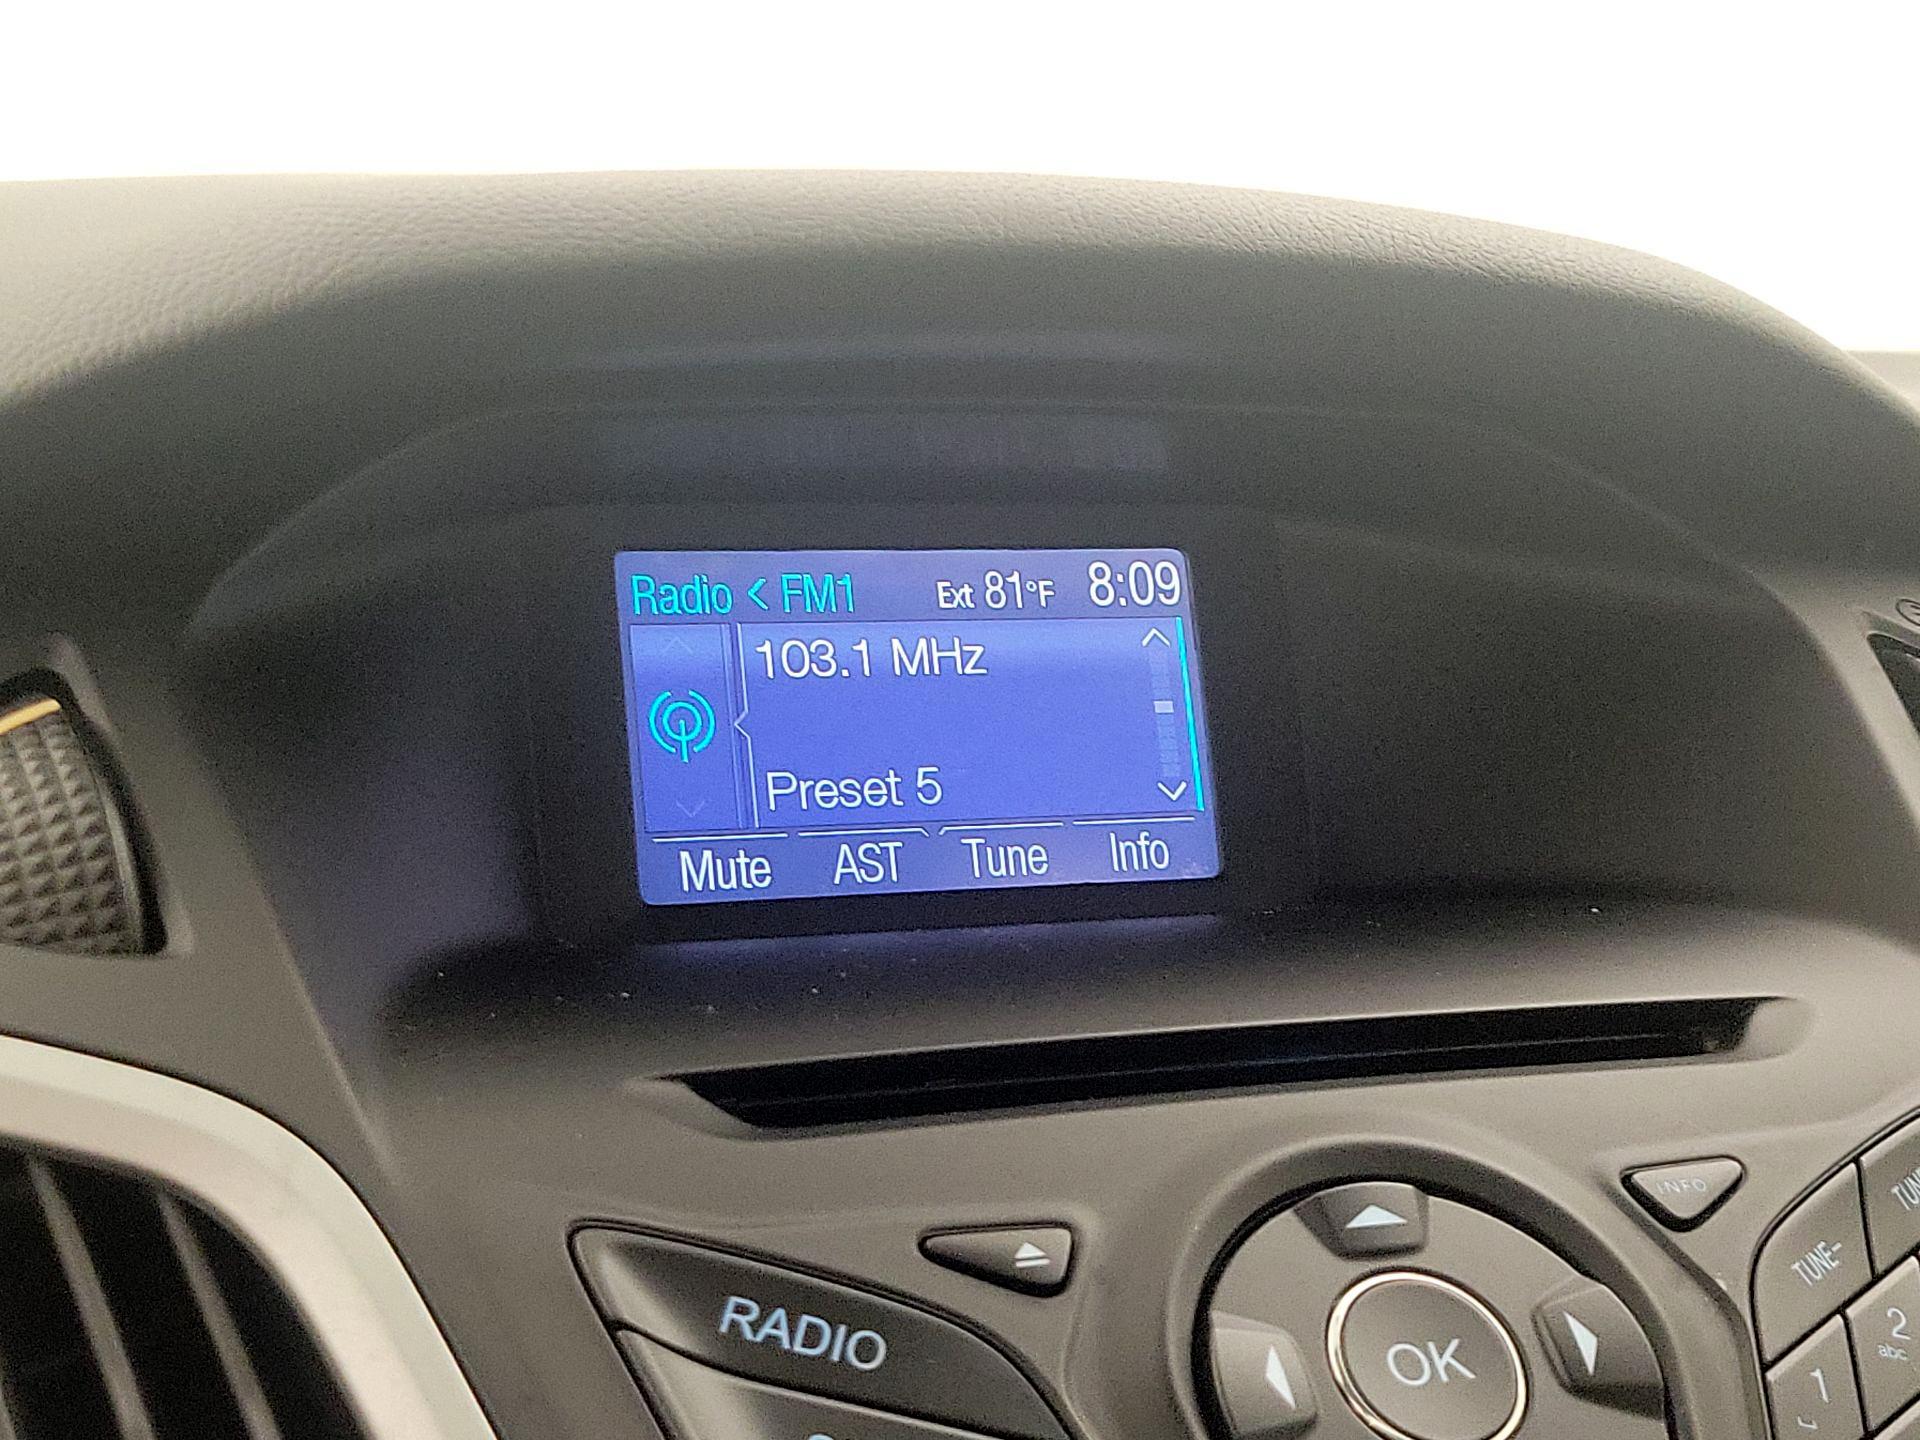 Radio < FM1 Ext 81°F 8:09
103.1 MHz
Preset 5
Mute AST Tune Info
INFO
TUNE-
RADIO
OK
2
abc
1